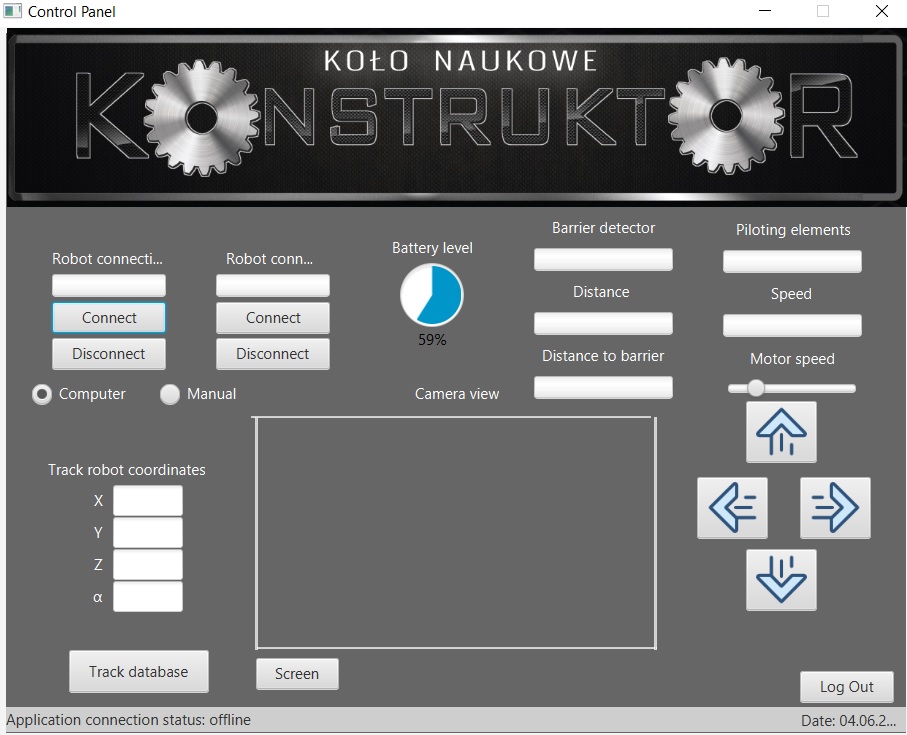 Control Panel
KOŁO NAUKOWE
KONSTRUKTOR
Robot connecti...
Connect
Disconnect
Robot conn...
Connect
Disconnect
Battery level
59%
Barrier detector
Distance
Distance to barrier
Piloting elements
Speed
Motor speed
Computer
Manual
Camera view
Track robot coordinates
X
Y
Z
α
Track database
Screen
Log Out
Application connection status: offline
Date: 04.06.2...